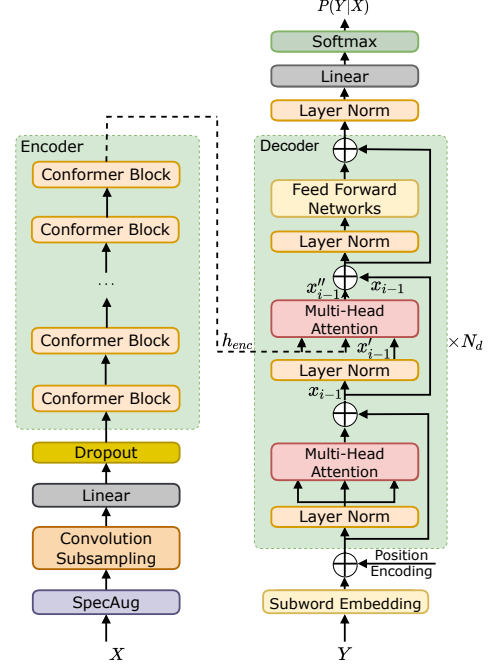 P(Y|X)
Softmax
Linear
Layer Norm
Encoder
Conformer Block
Conformer Block
...
Conformer Block
Conformer Block
Dropout
Linear
Convolution
Subsampling
SpecAug
X
Decoder
Feed Forward
Networks
Layer Norm
x''_{i-1}
x_{i-1}
Multi-Head
Attention
h_{enc}
x'_{i-1}
×N_d
Layer Norm
x_{i-1}
Multi-Head
Attention
Layer Norm
Position
Encoding
Subword Embedding
Y